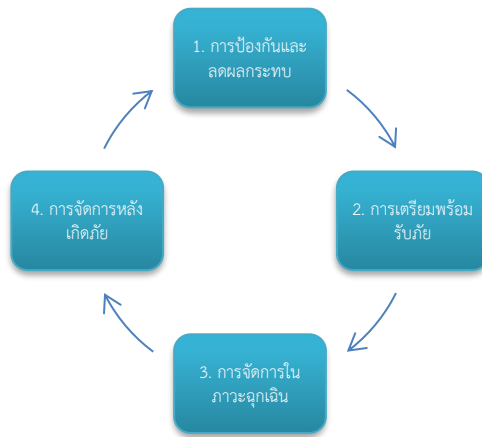 1. การป้องกันและ
ลดผลกระทบ
2. การเตรียมพร้อม
รับภัย
3. การจัดการใน
ภาวะฉุกเฉิน
4. การจัดการหลัง
เกิดภัย